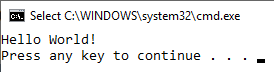 Select C:\WINDOWS\system32\cmd.exe
Hello World!
Press any key to continue . . .